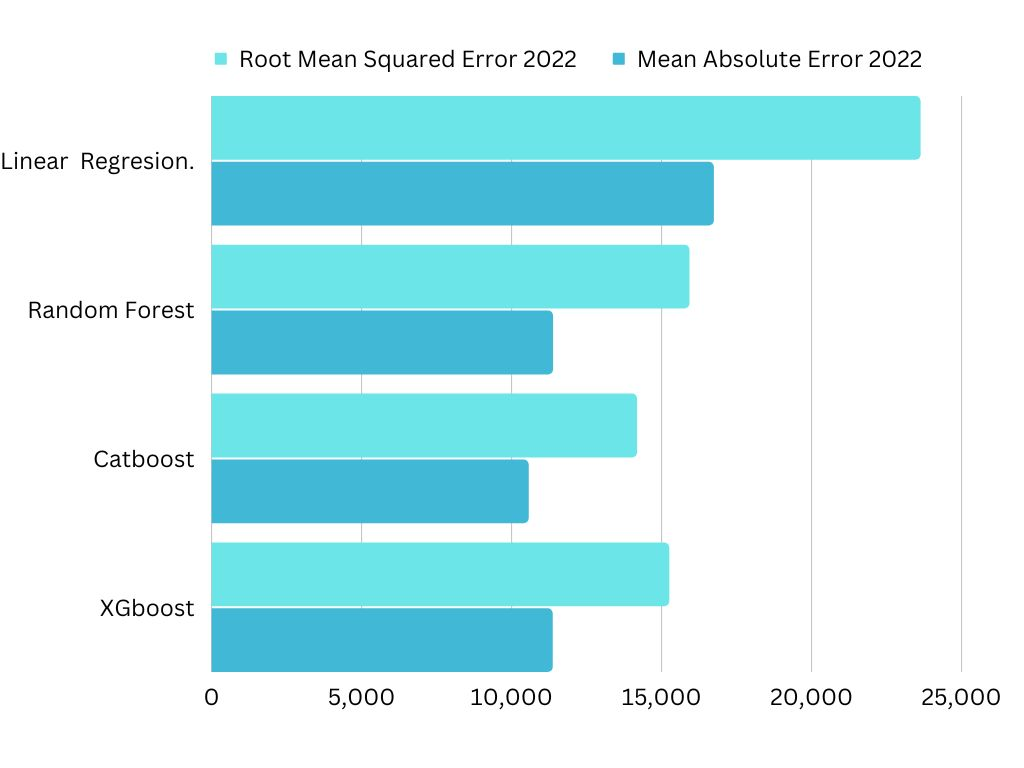 Root Mean Squared Error 2022 Mean Absolute Error 2022
Linear Regresion.
Random Forest
Catboost
XGboost
0 5,000 10,000 15,000 20,000 25,000